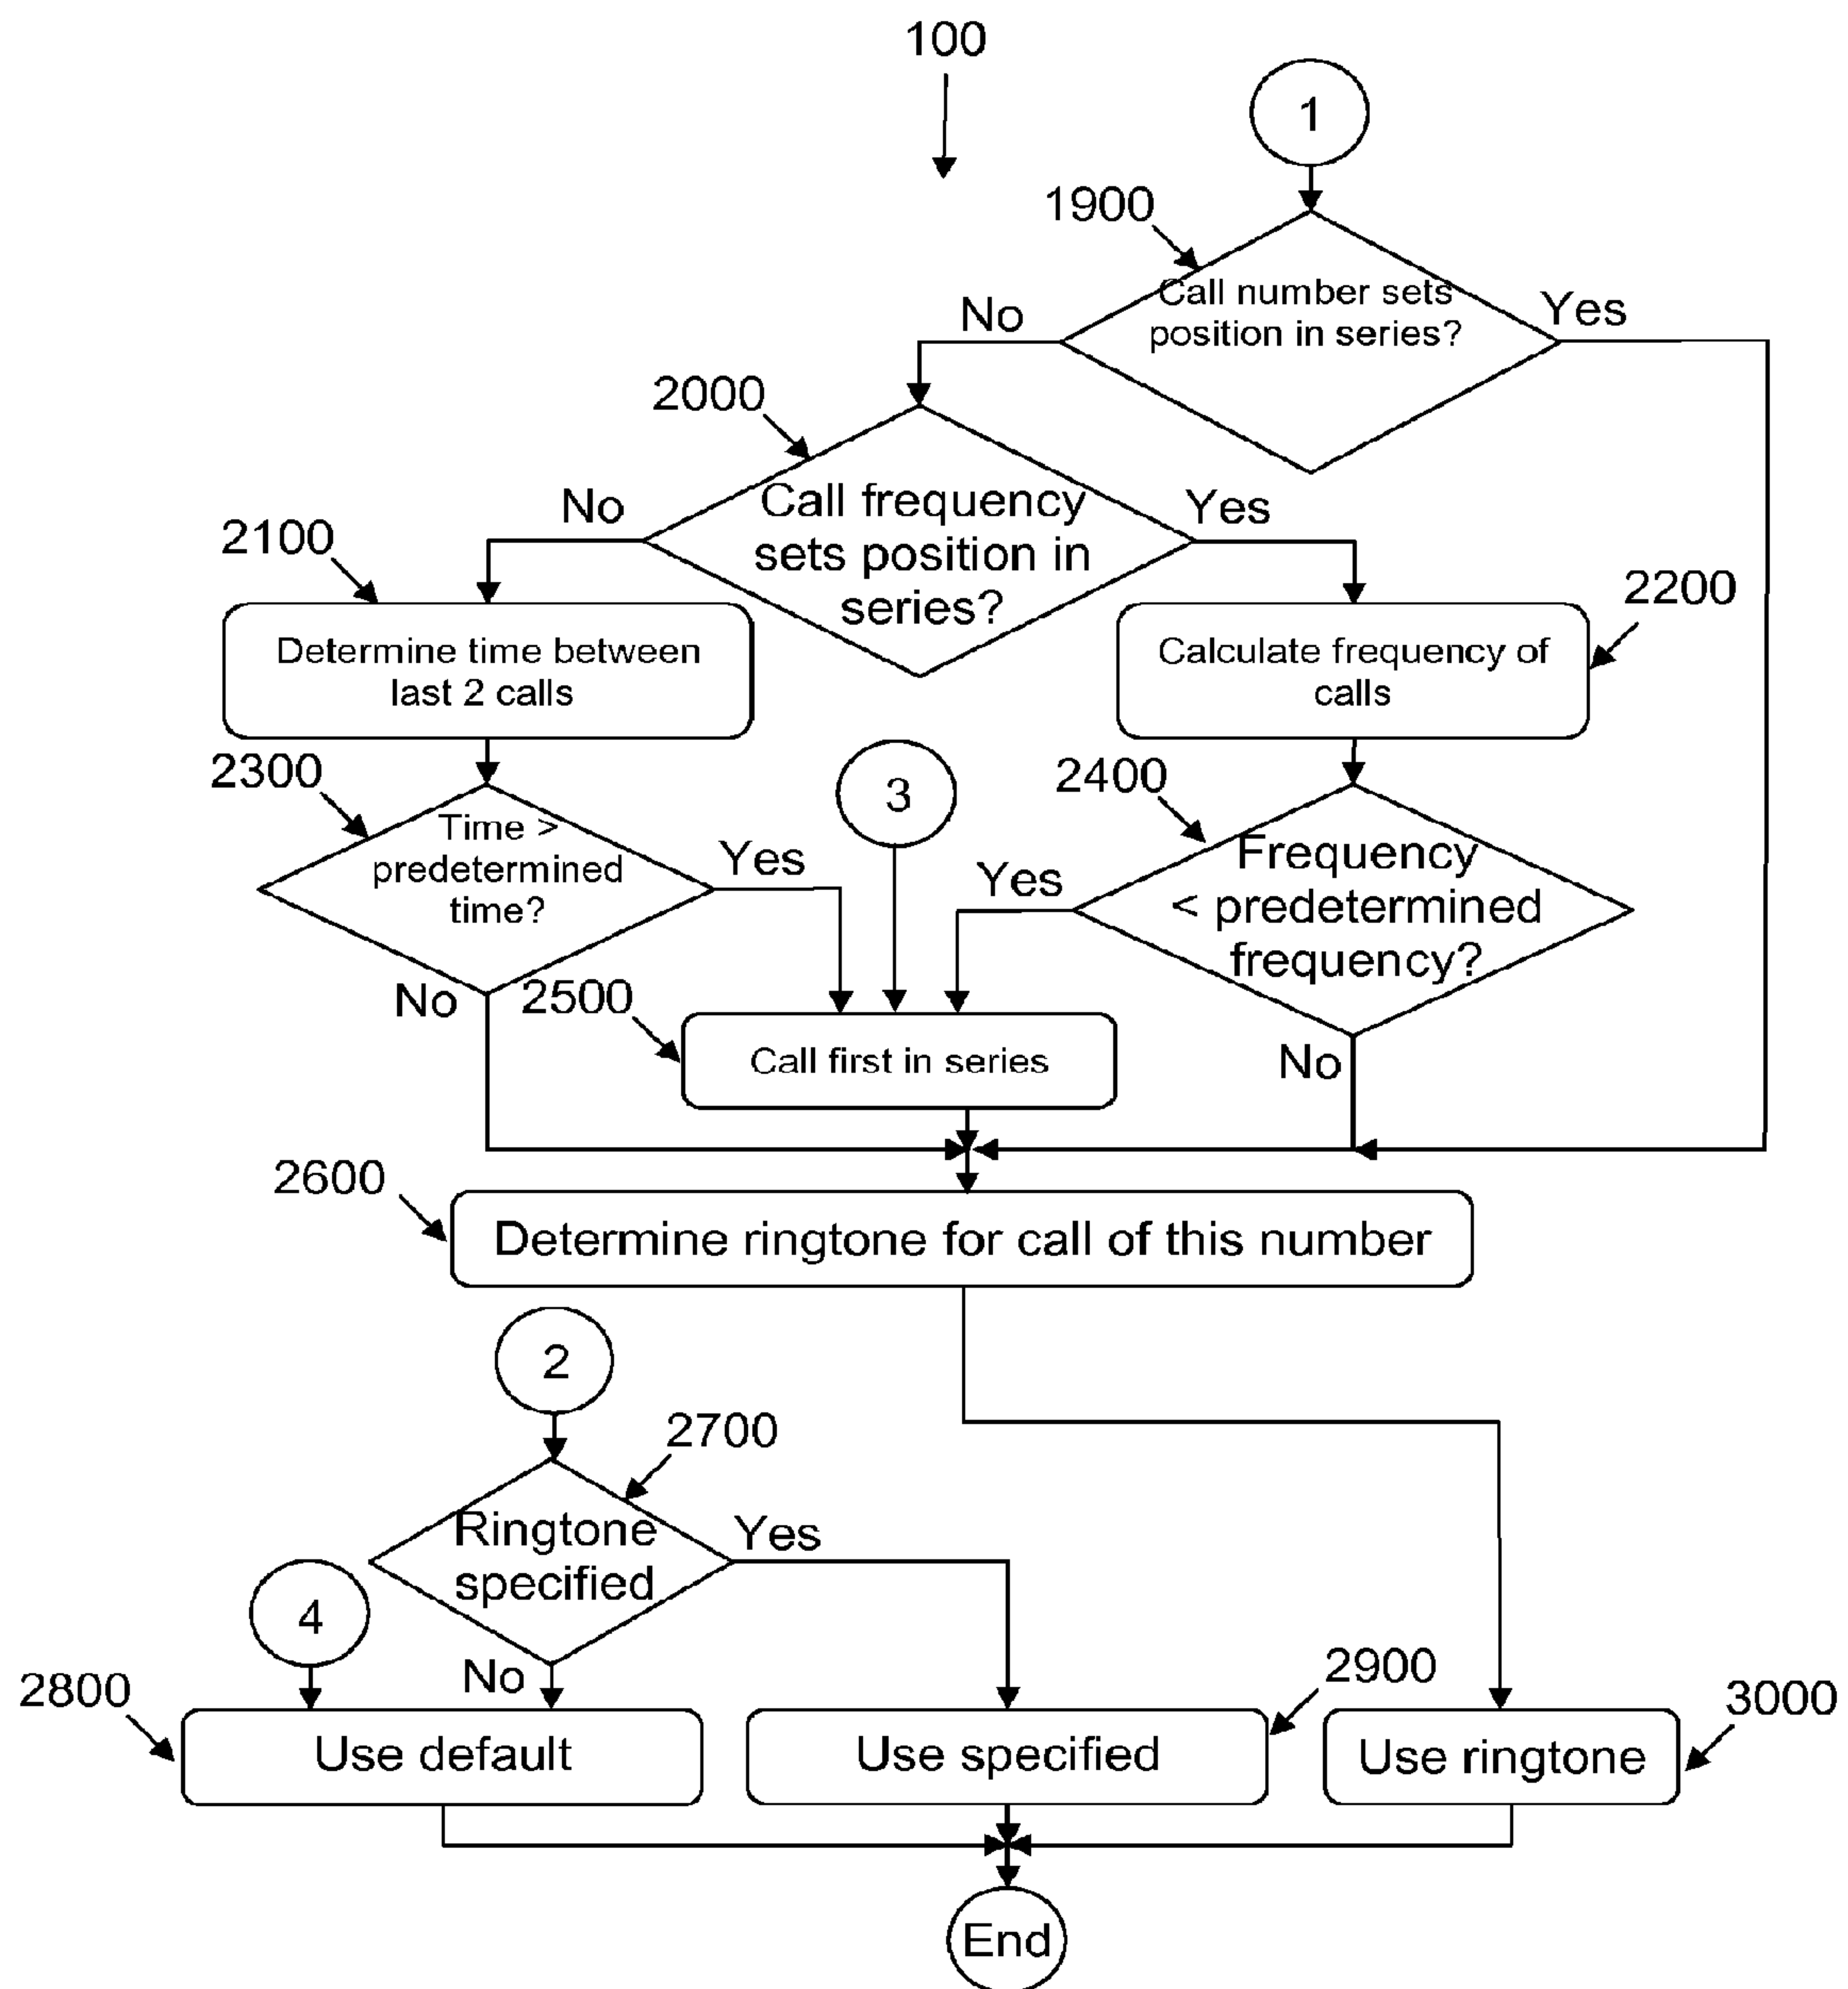 100
1
1900
Call number sets
position in series?
No
Yes
2000
Call frequency
sets position in
series?
No
Yes
2100
Determine time between
last 2 calls
2200
Calculate frequency of
calls
2300
Time >
predetermined
time?
Yes
No
3
2400
Frequency
< predetermined
frequency?
Yes
No
2500
Call first in series
2600
Determine ringtone for call of this number
2
2700
Ringtone
specified
Yes
No
4
2800
Use default
2900
Use specified
3000
Use ringtone
End